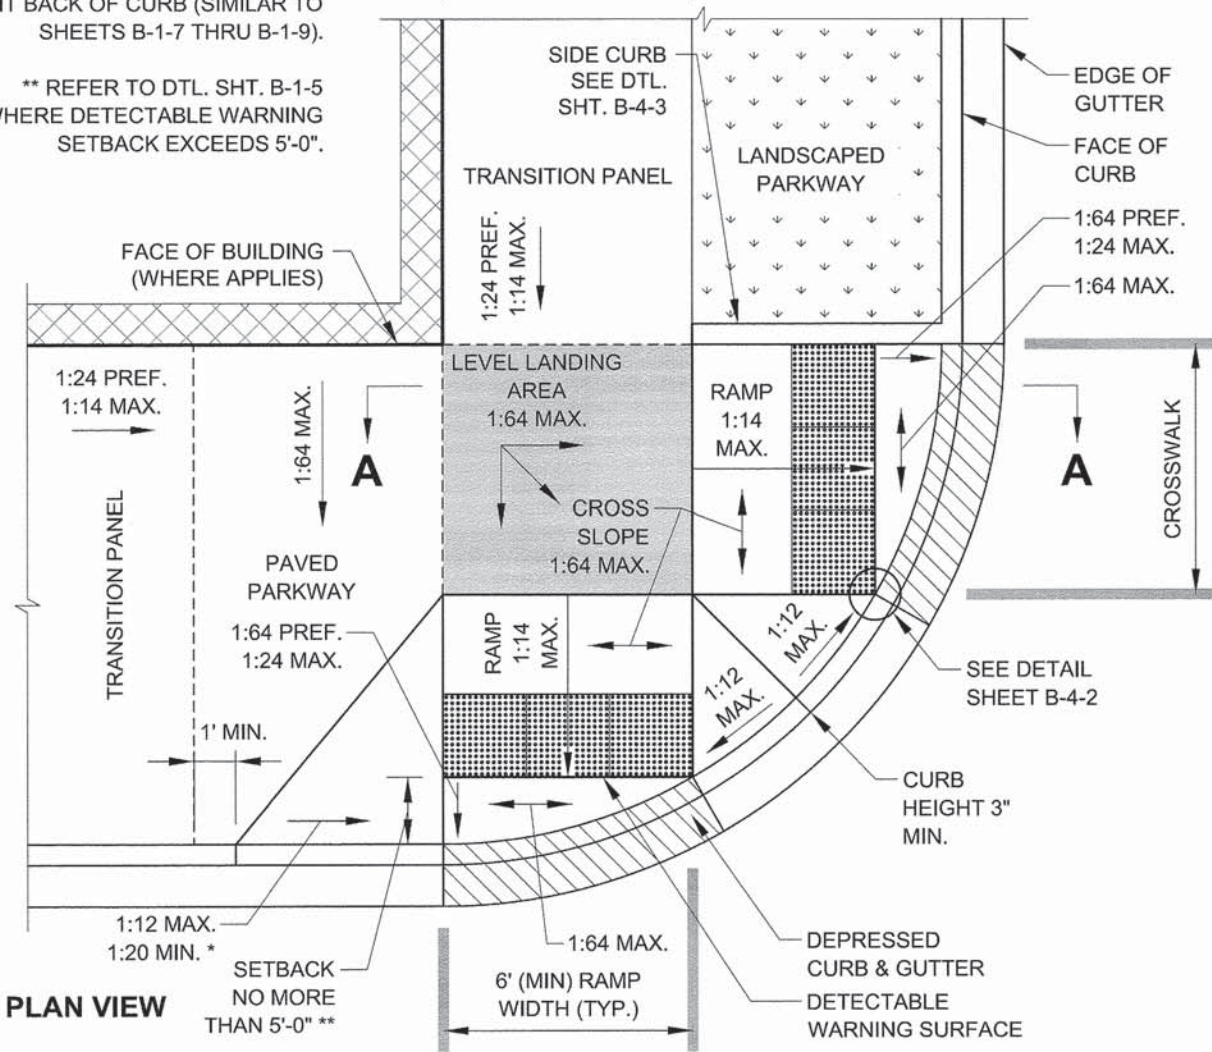 BACK OF CURB (SIMILAR TO
SHEETS B-1-7 THRU B-1-9).
** REFER TO DTL. SHT. B-1-5
WHERE DETECTABLE WARNING
SETBACK EXCEEDS 5'-0".
SIDE CURB
SEE DTL.
SHT. B-4-3
EDGE OF
GUTTER
FACE OF
CURB
TRANSITION PANEL
LANDSCAPED
PARKWAY
1:64 PREF.
1:24 MAX.
1:64 MAX.
FACE OF BUILDING
(WHERE APPLIES)
1:24 PREF.
1:14 MAX.
1:24 PREF.
1:14 MAX.
1:64 MAX.
LEVEL LANDING
AREA
1:64 MAX.
RAMP
1:14
MAX.
A
A
CROSSWALK
TRANSITION PANEL
CROSS
SLOPE
1:64 MAX.
PAVED
PARKWAY
1:64 PREF.
1:24 MAX.
RAMP
1:14
MAX.
1:12
MAX.
1:12
MAX.
SEE DETAIL
SHEET B-4-2
1' MIN.
CURB
HEIGHT 3"
MIN.
1:12 MAX.
1:20 MIN. *
SETBACK
NO MORE
THAN 5'-0" **
1:64 MAX.
6' (MIN) RAMP
WIDTH (TYP.)
DEPRESSED
CURB & GUTTER
DETECTABLE
WARNING SURFACE
PLAN VIEW